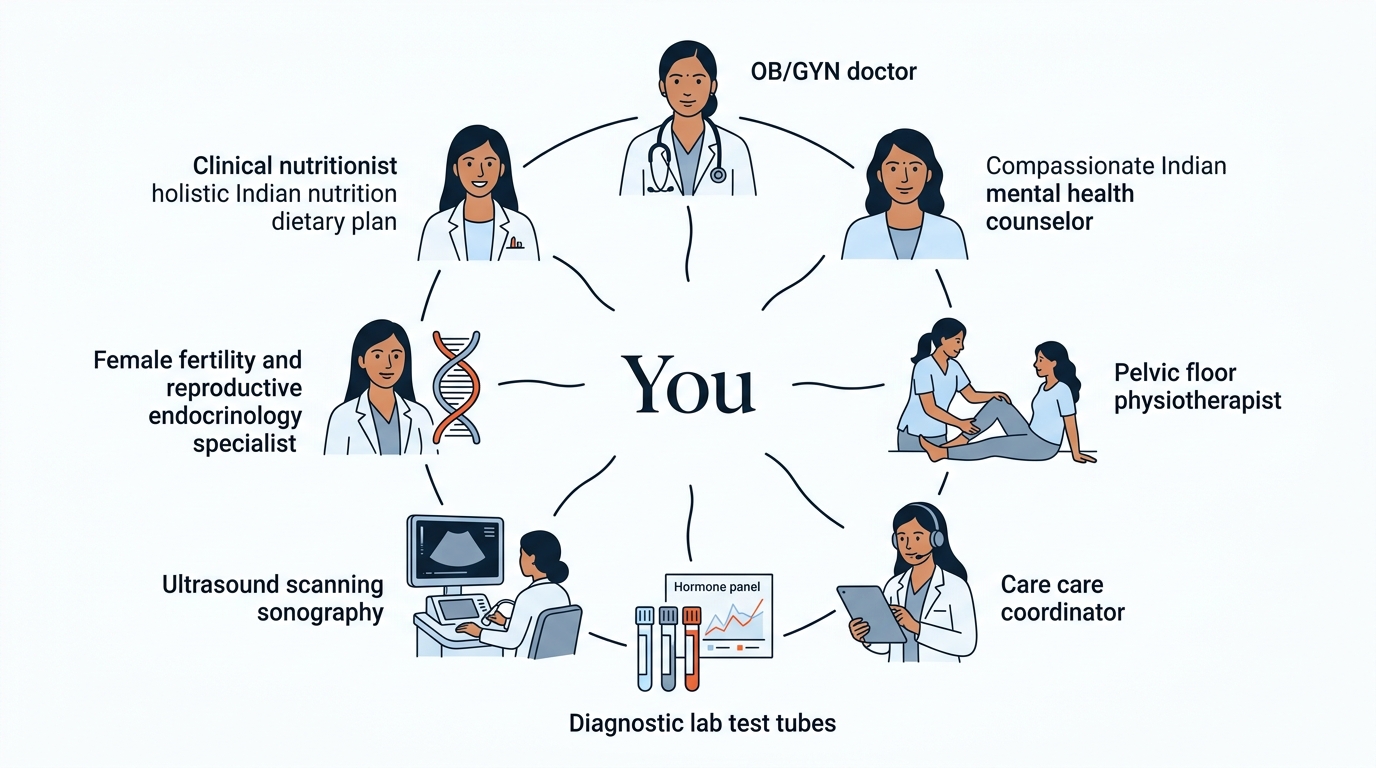 OB/GYN doctor
Clinical nutritionist
holistic Indian nutrition
dietary plan
Compassionate Indian
mental health
counselor
Female fertility and
reproductive
endocrinology
specialist
You
Pelvic floor
physiotherapist
Ultrasound scanning
sonography
Hormone panel
Care care
coordinator
Diagnostic lab test tubes